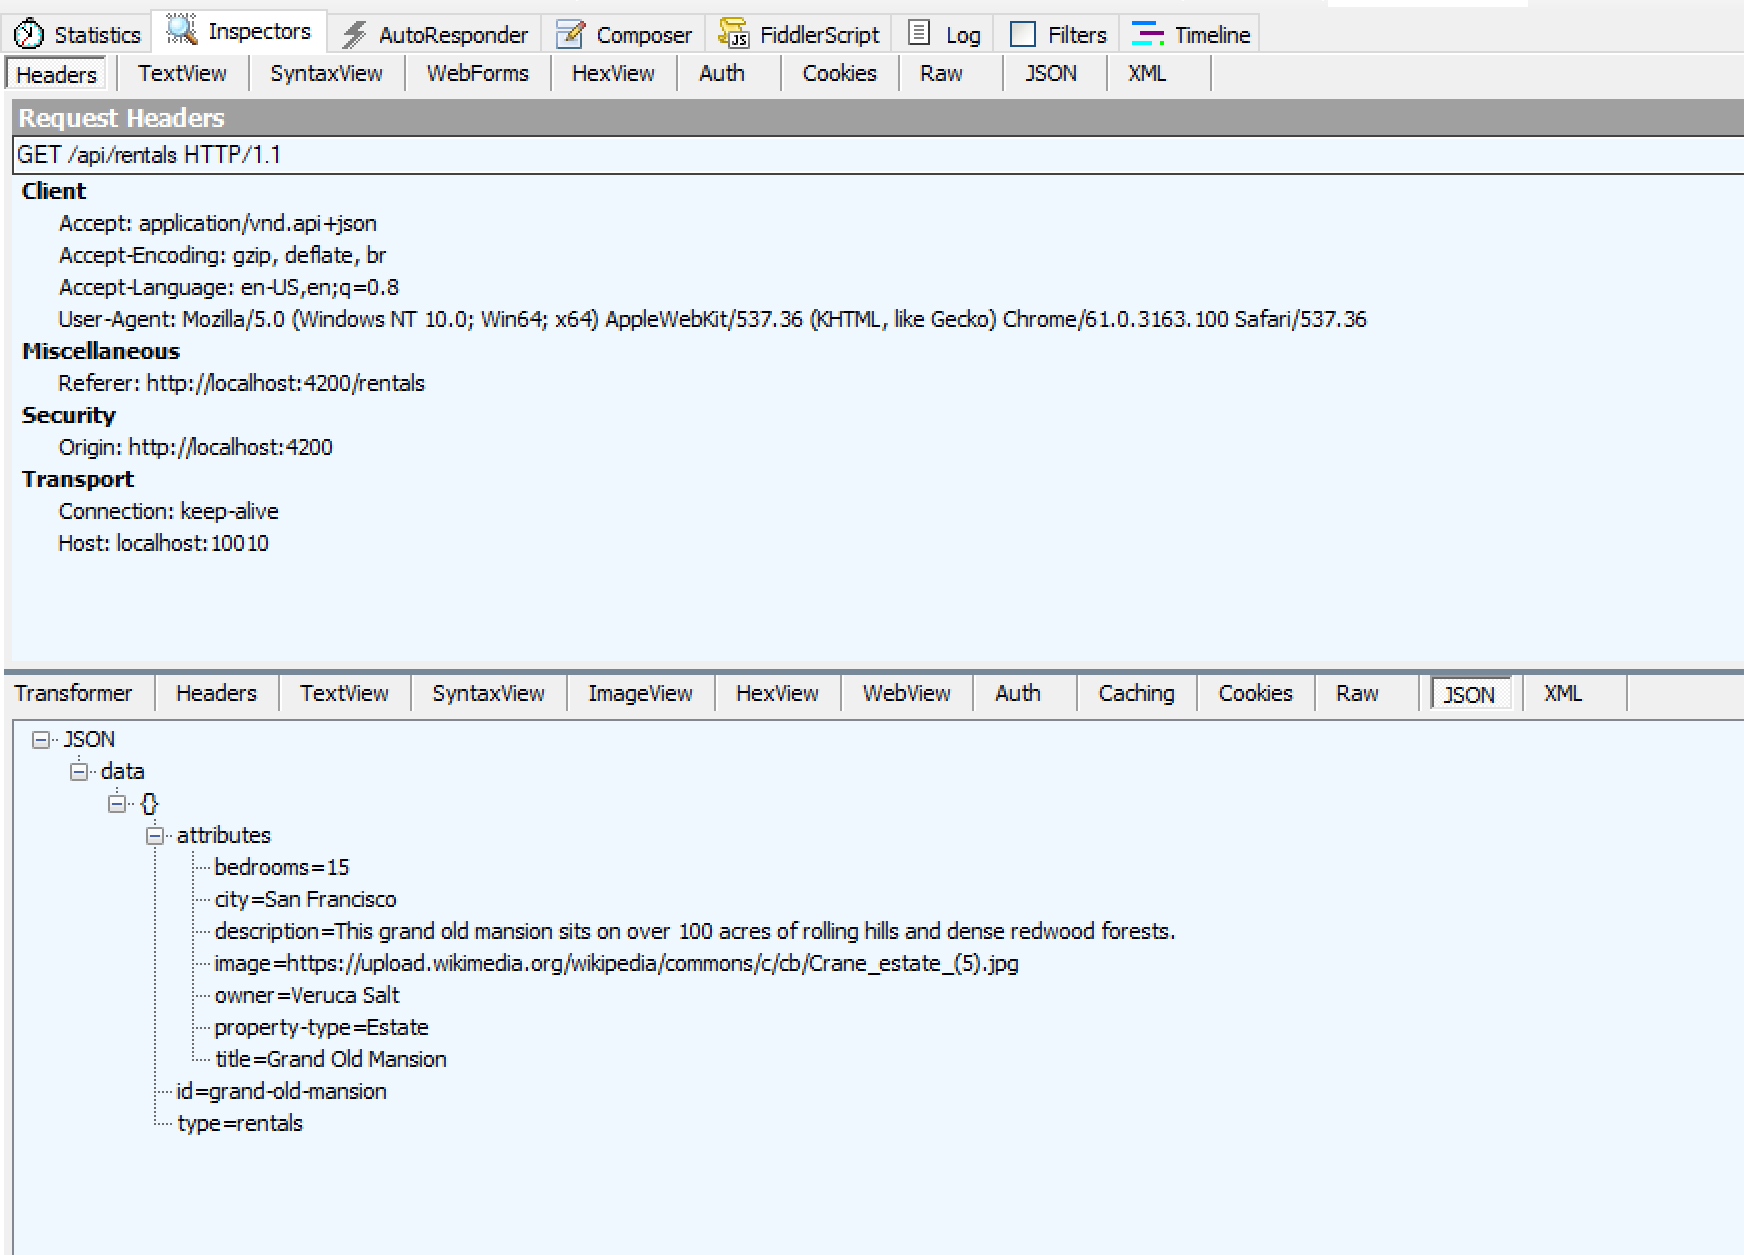 Statistics Inspectors AutoResponder Composer FiddlerScript Log Filters Timeline
Headers TextView SyntaxView WebForms HexView Auth Cookies Raw JSON XML
Request Headers
GET /api/rentals HTTP/1.1
Client
Accept: application/vnd.api+json
Accept-Encoding: gzip, deflate, br
Accept-Language: en-US,en;q=0.8
User-Agent: Mozilla/5.0 (Windows NT 10.0; Win64; x64) AppleWebKit/537.36 (KHTML, like Gecko) Chrome/61.0.3163.100 Safari/537.36
Miscellaneous
Referer: http://localhost:4200/rentals
Security
Origin: http://localhost:4200
Transport
Connection: keep-alive
Host: localhost:10010
Transformer Headers TextView SyntaxView ImageView HexView WebView Auth Caching Cookies Raw JSON XML
JSON
data
{}
attributes
bedrooms=15
city=San Francisco
description=This grand old mansion sits on over 100 acres of rolling hills and dense redwood forests.
image=https://upload.wikimedia.org/wikipedia/commons/c/cb/Crane_estate_(5).jpg
owner=Veruca Salt
property-type=Estate
title=Grand Old Mansion
id=grand-old-mansion
type=rentals